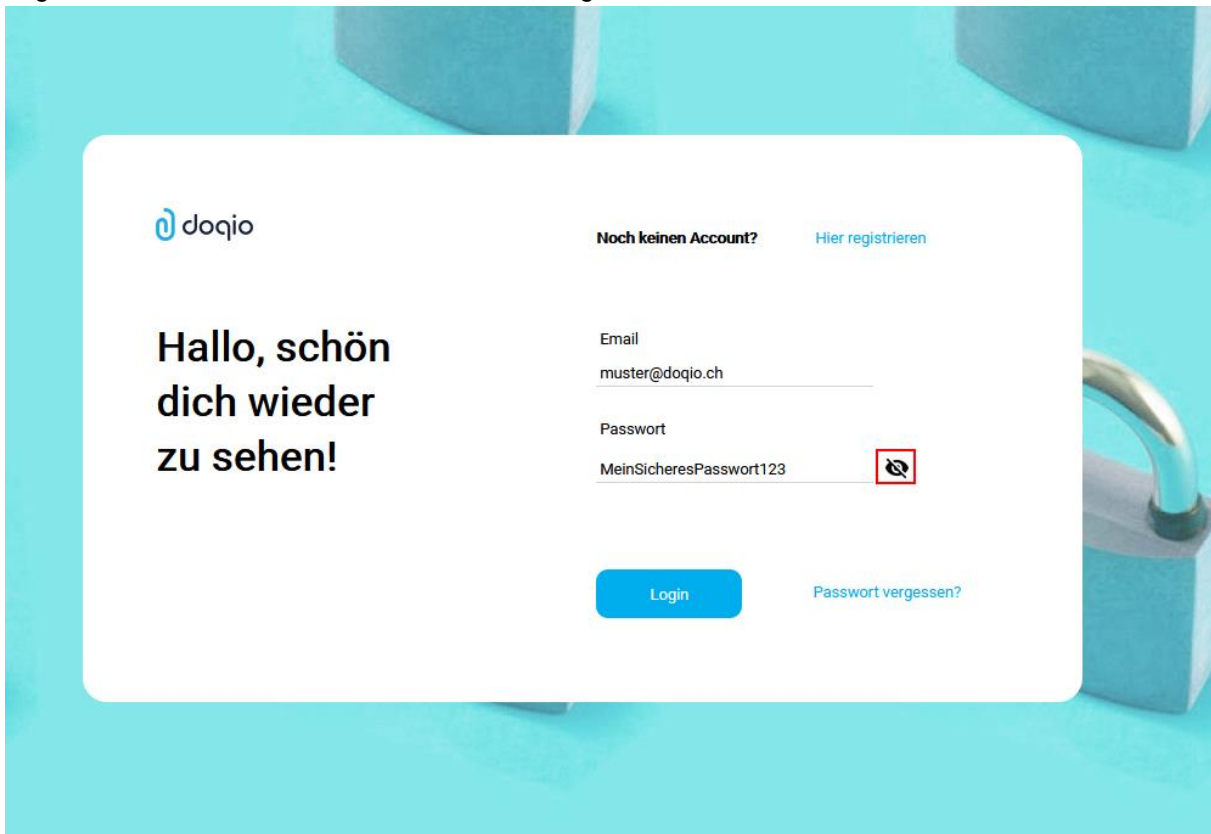 doqio
Noch keinen Account? Hier registrieren
Hallo, schön
dich wieder
zu sehen!
Email
muster@doqio.ch
Passwort
MeinSicheresPasswort123
Login Passwort vergessen?